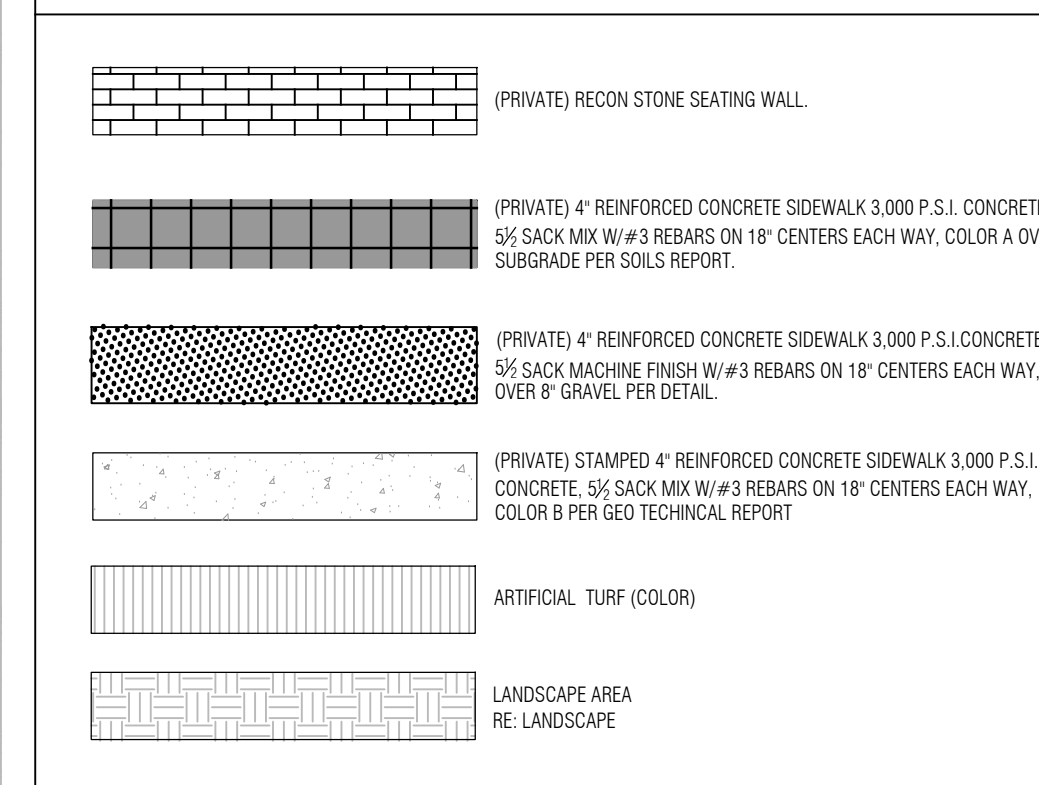 (PRIVATE) RECON STONE SEATING WALL.
(PRIVATE) 4" REINFORCED CONCRETE SIDEWALK 3,000 P.S.I. CONCRET
5½ SACK MIX W/#3 REBARS ON 18" CENTERS EACH WAY, COLOR A OV
SUBGRADE PER SOILS REPORT.
(PRIVATE) 4" REINFORCED CONCRETE SIDEWALK 3,000 P.S.I.CONCRETE
5½ SACK MACHINE FINISH W/#3 REBARS ON 18" CENTERS EACH WAY,
OVER 8" GRAVEL PER DETAIL.
(PRIVATE) STAMPED 4" REINFORCED CONCRETE SIDEWALK 3,000 P.S.I.
CONCRETE, 5½ SACK MIX W/#3 REBARS ON 18" CENTERS EACH WAY,
COLOR B PER GEO TECHINCAL REPORT
ARTIFICIAL TURF (COLOR)
LANDSCAPE AREA
RE: LANDSCAPE